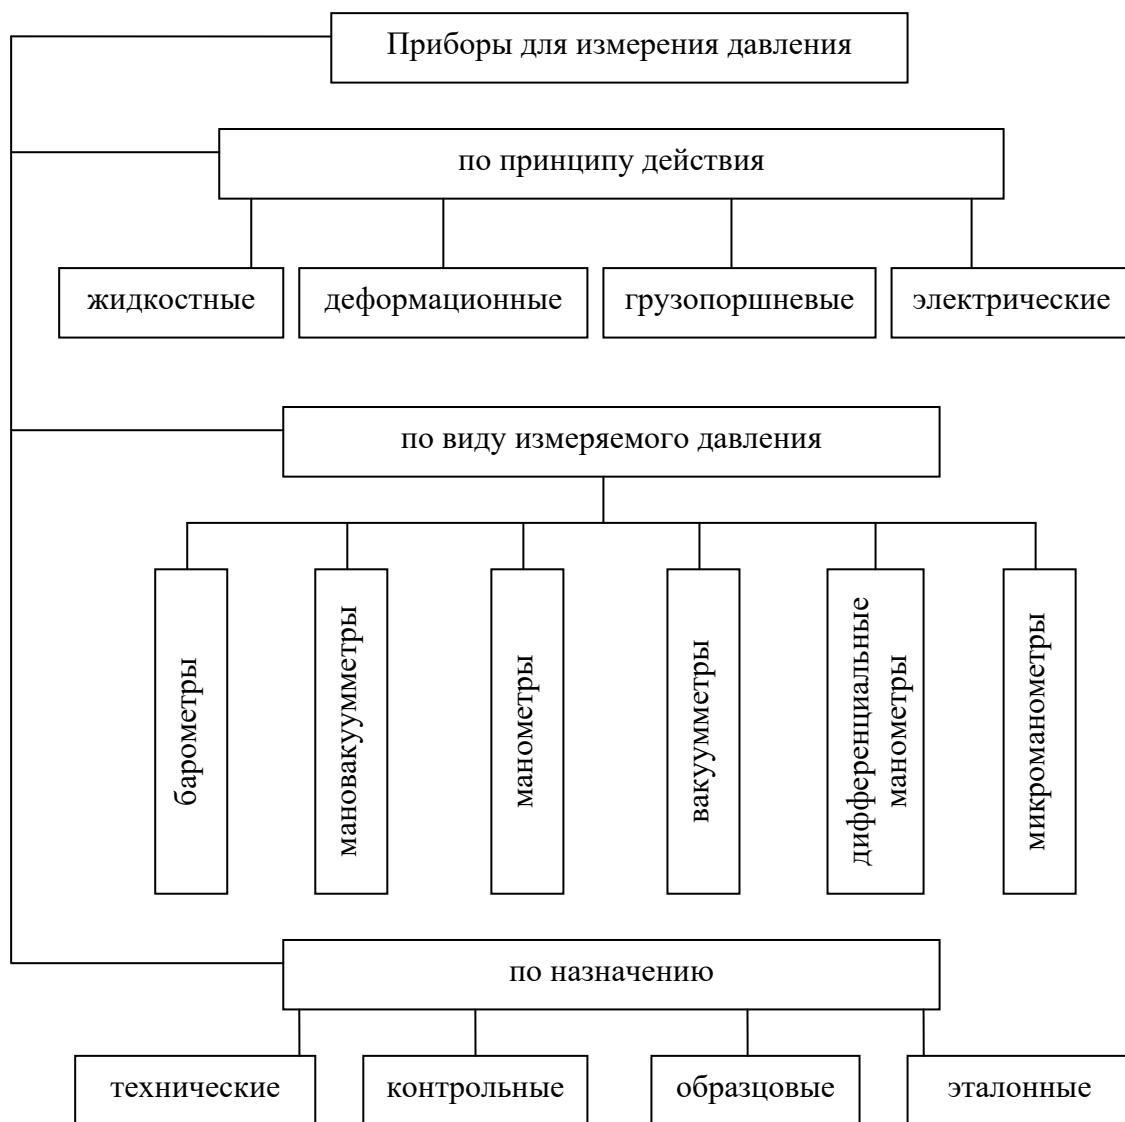 Приборы для измерения давления
по принципу действия
жидкостные
деформационные
грузопоршневые
электрические
по виду измеряемого давления
барометры
мановакуумметры
манометры
вакуумметры
дифференциальные
манометры
микроманометры
по назначению
технические
контрольные
образцовые
эталонные